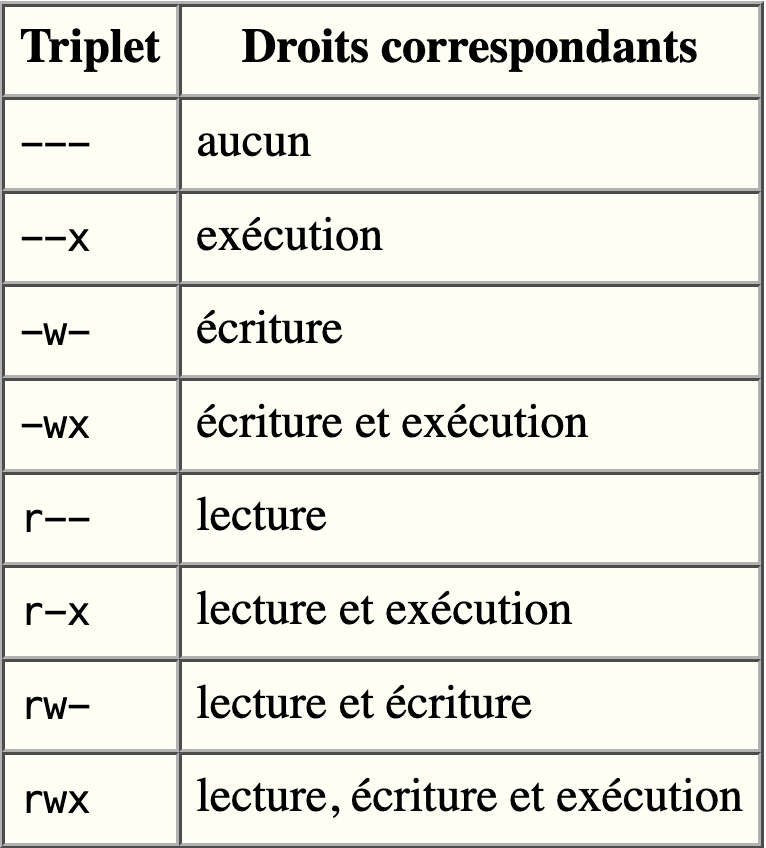 Triplet Droits correspondants
--- aucun
--x exécution
-w- écriture
-wx écriture et exécution
r-- lecture
r-x lecture et exécution
rw- lecture et écriture
rwx lecture, écriture et exécution